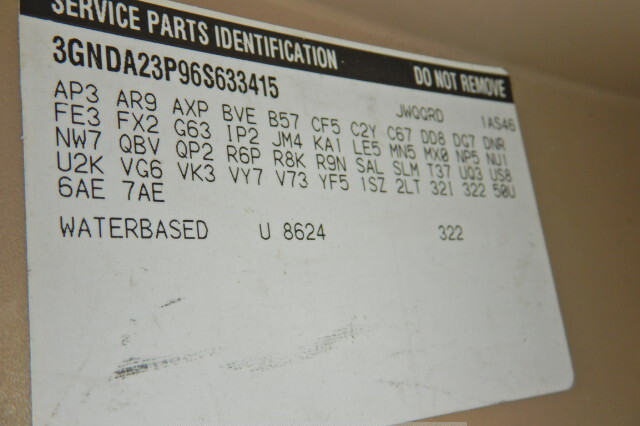 SERVICE PARTS IDENTIFICATION DO NOT REMOVE
3GNDA23P96S633415 JWQQRD 1AS46
AP3 AR9 AXP BVE B57 CF5 C2Y C67 DD8 DG7 DNR
FE3 FX2 G63 IP2 JM4 KA1 LE5 MN5 MX0 NP5 NU1
NW7 QBV QP2 R6P R8K R9N SAL SLM T37 UQ3 US8
U2K VG6 VK3 VY7 V73 YF5 1SZ 2LT 32I 322 50U
6AE 7AE
WATERBASED U 8624 322